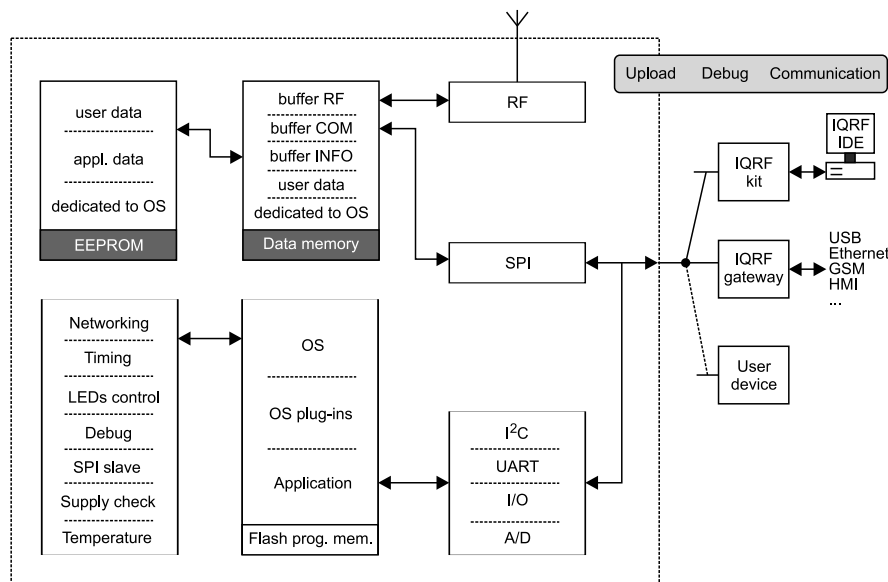 Upload Debug Communication
user data
appl. data
dedicated to OS
EEPROM
buffer RF
buffer COM
buffer INFO
user data
dedicated to OS
Data memory
RF
SPI
IQRF
kit
IQRF
IDE
IQRF
gateway
USB
Ethernet
GSM
HMI
...
User
device
Networking
Timing
LEDs control
Debug
SPI slave
Supply check
Temperature
OS
OS plug-ins
Application
Flash prog. mem.
I²C
UART
I/O
A/D